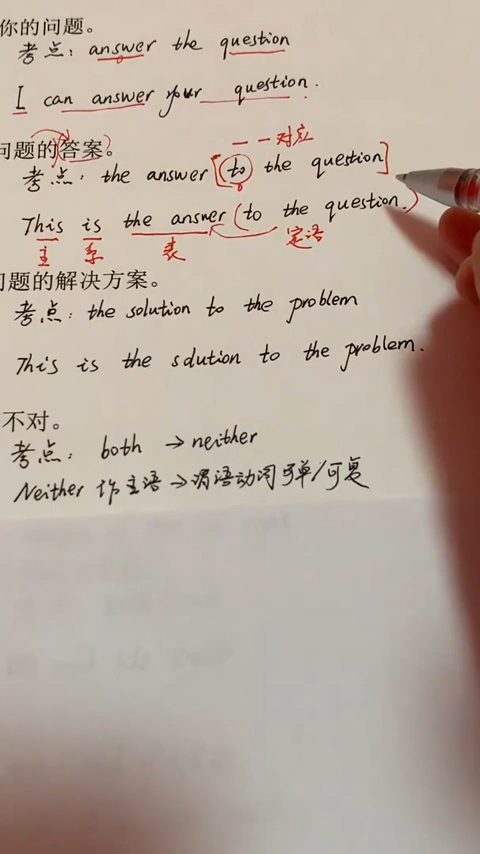 你的问题。
考点: answer the question
I can answer your question.
一一对应
问题的答案。
考点: the answer [to the question]
This is the answer (to the question.)
主 系 表 定语
问题的解决方案。
考点: the solution to the problem
This is the sdution to the problem.
不对。
考点: both → neither
Neither 作主语 → 谓语动词可单/可复